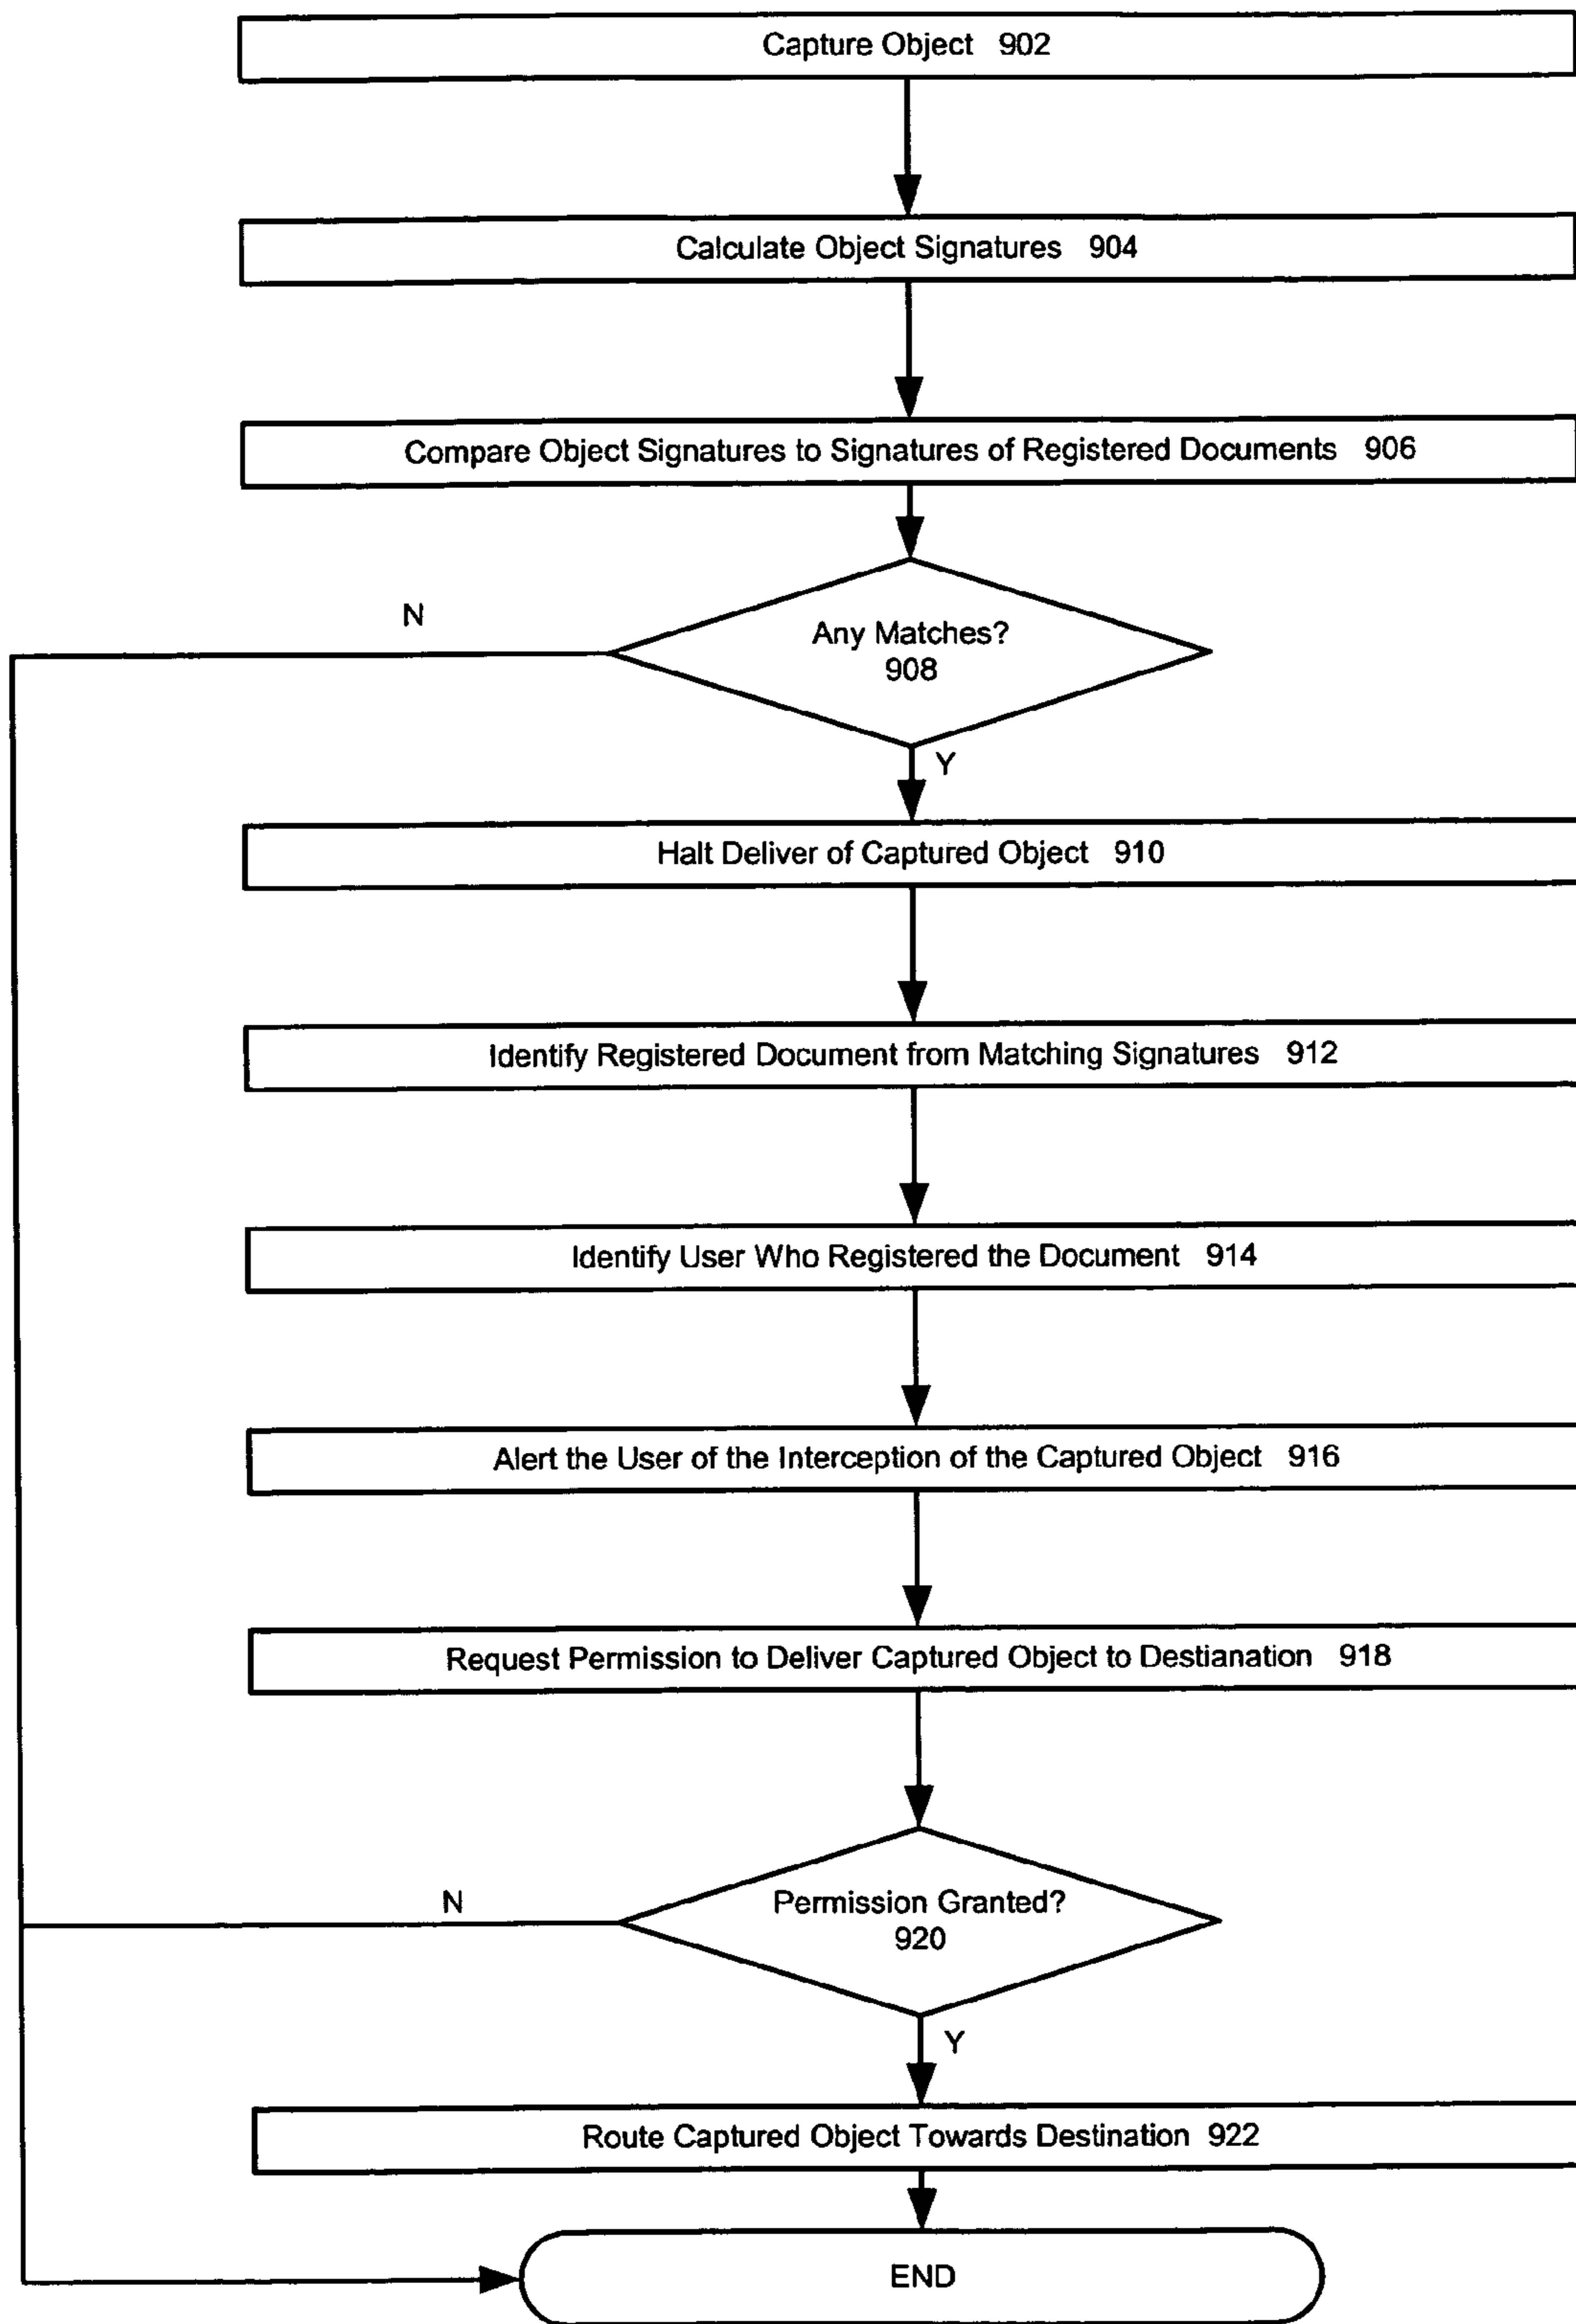 Capture Object 902
Calculate Object Signatures 904
Compare Object Signatures to Signatures of Registered Documents 906
N
Any Matches?
908
Y
Halt Deliver of Captured Object 910
Identify Registered Document from Matching Signatures 912
Identify User Who Registered the Document 914
Alert the User of the Interception of the Captured Object 916
Request Permission to Deliver Captured Object to Destianation 918
N
Permission Granted?
920
Y
Route Captured Object Towards Destination 922
END